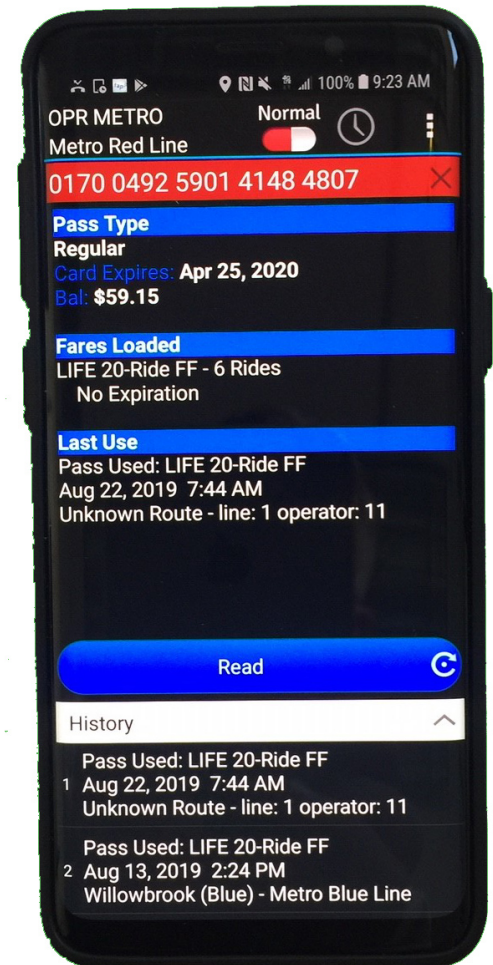 100% 9:23 AM
OPR METRO
Normal
Metro Red Line
0170 0492 5901 4148 4807
Pass Type
Regular
Card Expires: Apr 25, 2020
Bal: $59.15
Fares Loaded
LIFE 20-Ride FF - 6 Rides
No Expiration
Last Use
Pass Used: LIFE 20-Ride FF
Aug 22, 2019 7:44 AM
Unknown Route - line: 1 operator: 11
Read
History
Pass Used: LIFE 20-Ride FF
1 Aug 22, 2019 7:44 AM
Unknown Route - line: 1 operator: 11
Pass Used: LIFE 20-Ride FF
2 Aug 13, 2019 2:24 PM
Willowbrook (Blue) - Metro Blue Line